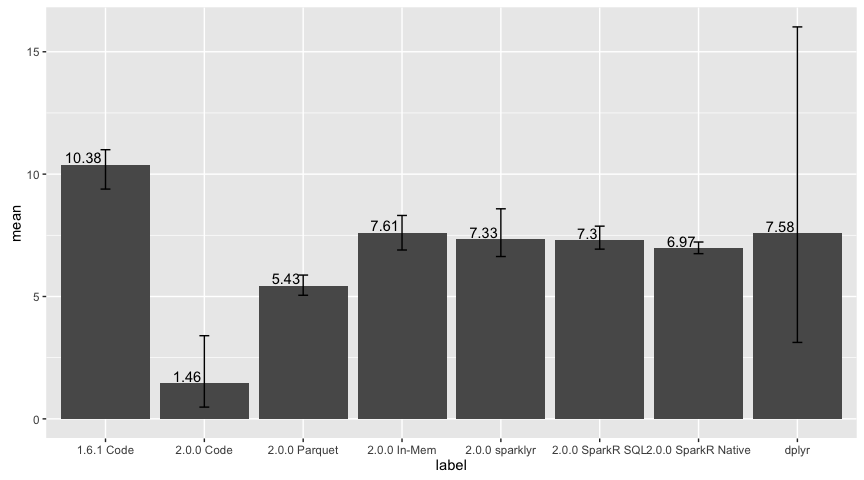 15
10
5
0
mean
10.38
1.46
5.43
7.61
7.33
7.3
6.97
7.58
1.6.1 Code
2.0.0 Code
2.0.0 Parquet
2.0.0 In-Mem
2.0.0 sparklyr
2.0.0 SparkR SQL
2.0.0 SparkR Native
dplyr
label